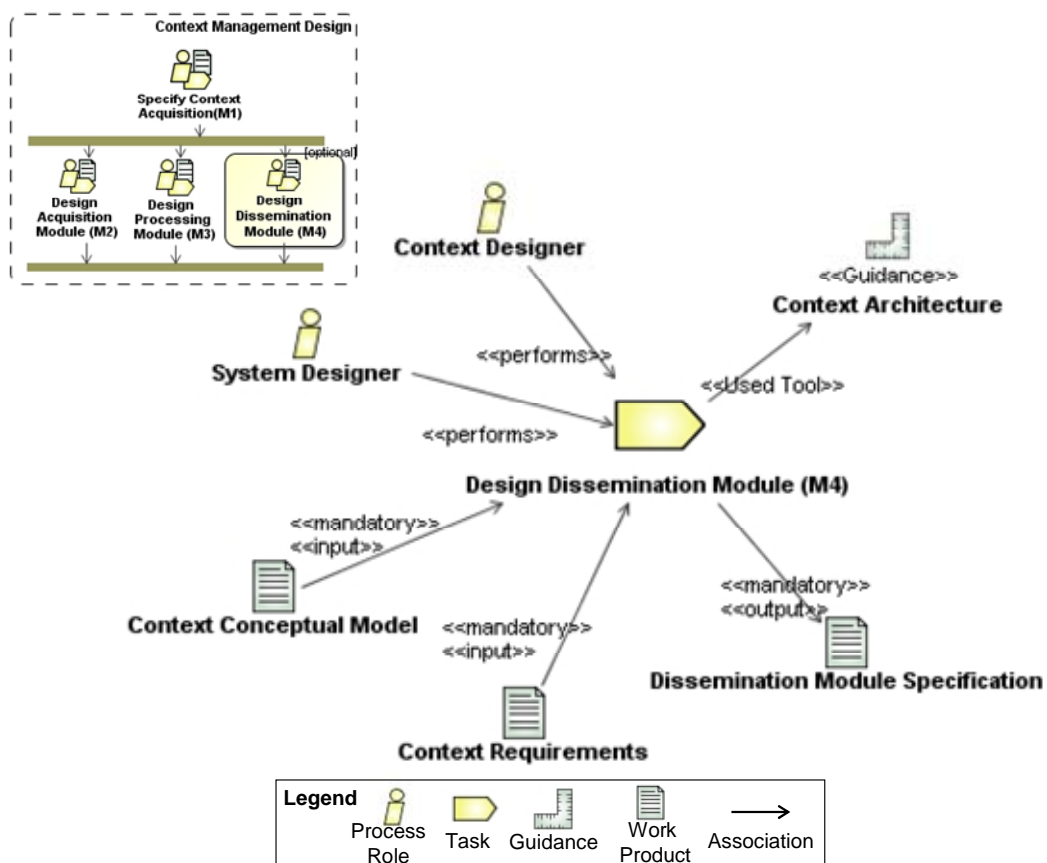 Context Management Design
Specify Context
Acquisition(M1)
[optional]
Design
Acquisition
Module (M2)
Design
Processing
Module (M3)
Design
Dissemination
Module (M4)
Context Designer
<<Guidance>>
Context Architecture
System Designer
<<performs>>
<<Used Tool>>
<<performs>>
Design Dissemination Module (M4)
<<mandatory>>
<<input>>
Context Conceptual Model
<<mandatory>>
<<input>>
Context Requirements
<<mandatory>>
<<output>>
Dissemination Module Specification
Legend
Process
Role
Task
Guidance
Work
Product
Association